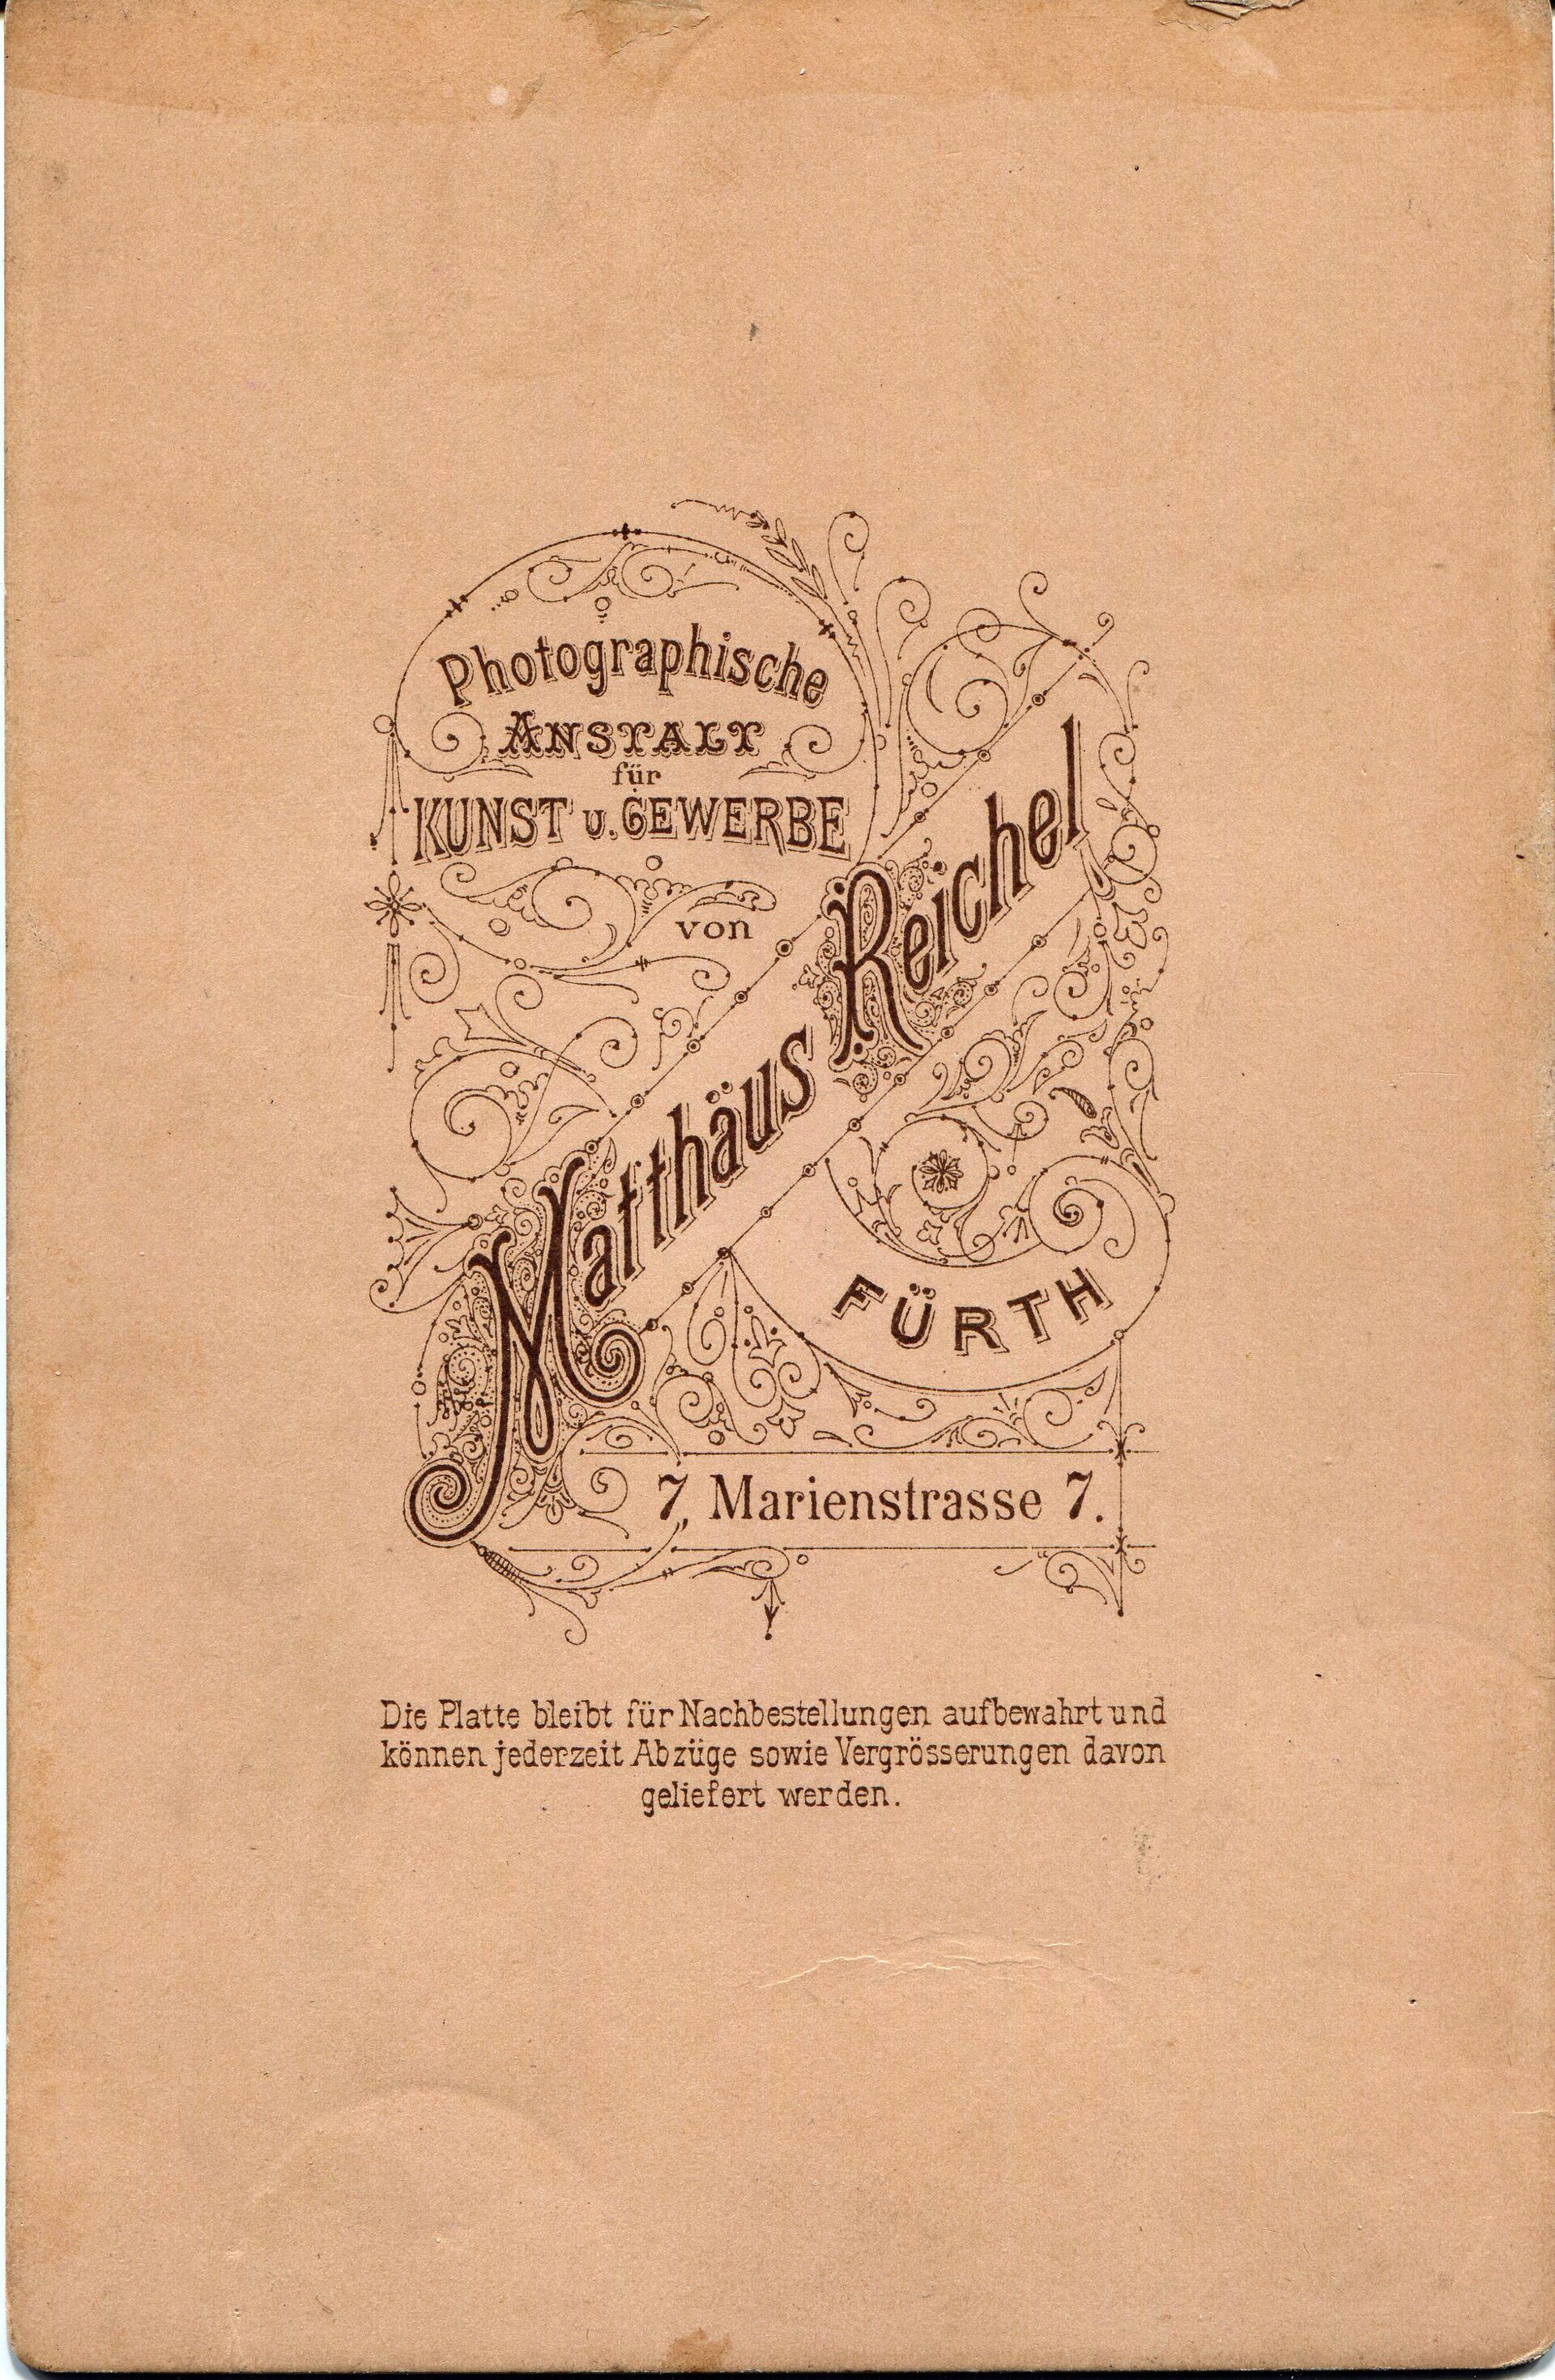 Photographische
ANSTALT
für
KUNST u. GEWERBE
von
Matthäus Reichel
FÜRTH
7, Marienstrasse 7.
Die Platte bleibt für Nachbestellungen aufbewahrt und
können jederzeit Abzüge sowie Vergrösserungen davon
geliefert werden.